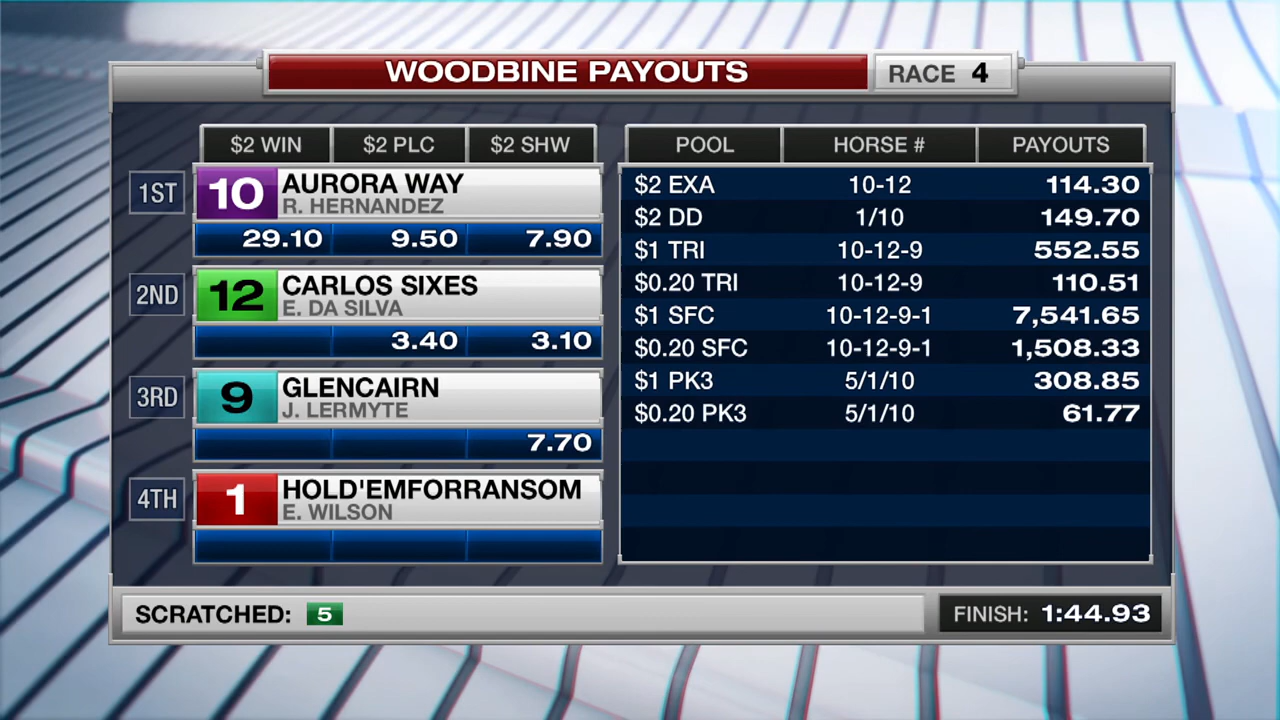 WOODBINE PAYOUTS
RACE 4
$2 WIN $2 PLC $2 SHW
1ST 10 AURORA WAY
R. HERNANDEZ
29.10 9.50 7.90
2ND 12 CARLOS SIXES
E. DA SILVA
3.40 3.10
3RD 9 GLENCAIRN
J. LERMYTE
7.70
4TH 1 HOLD'EMFORRANSOM
E. WILSON
POOL HORSE # PAYOUTS
$2 EXA 10-12 114.30
$2 DD 1/10 149.70
$1 TRI 10-12-9 552.55
$0.20 TRI 10-12-9 110.51
$1 SFC 10-12-9-1 7,541.65
$0.20 SFC 10-12-9-1 1,508.33
$1 PK3 5/1/10 308.85
$0.20 PK3 5/1/10 61.77
SCRATCHED: 5
FINISH: 1:44.93